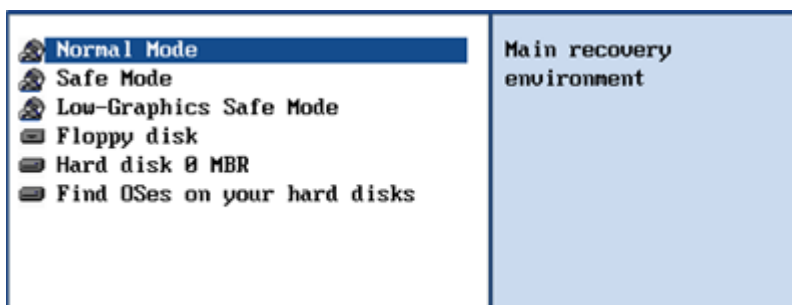 Normal Mode
Safe Mode
Low-Graphics Safe Mode
Floppy disk
Hard disk 0 MBR
Find OSes on your hard disks
Main recovery
environment